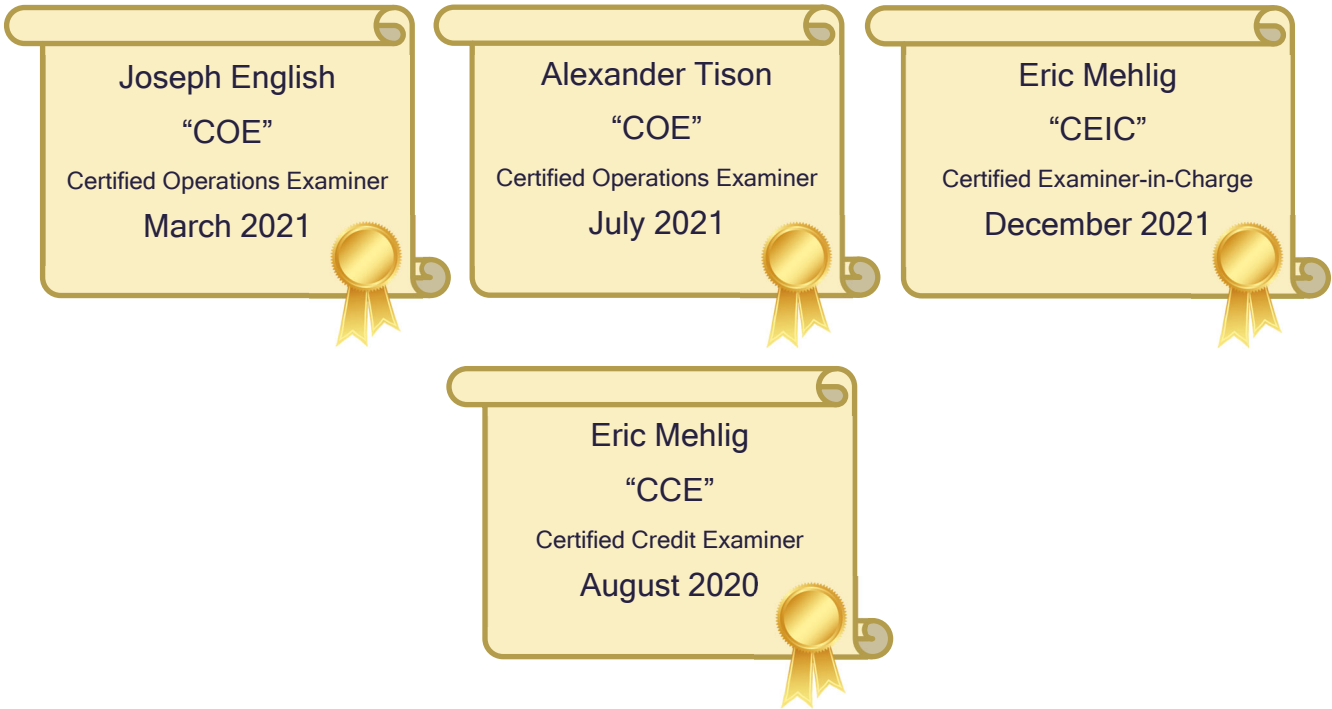 Joseph English
“COE”
Certified Operations Examiner
March 2021
Alexander Tison
“COE”
Certified Operations Examiner
July 2021
Eric Mehlig
“CEIC”
Certified Examiner-in-Charge
December 2021
Eric Mehlig
“CCE”
Certified Credit Examiner
August 2020